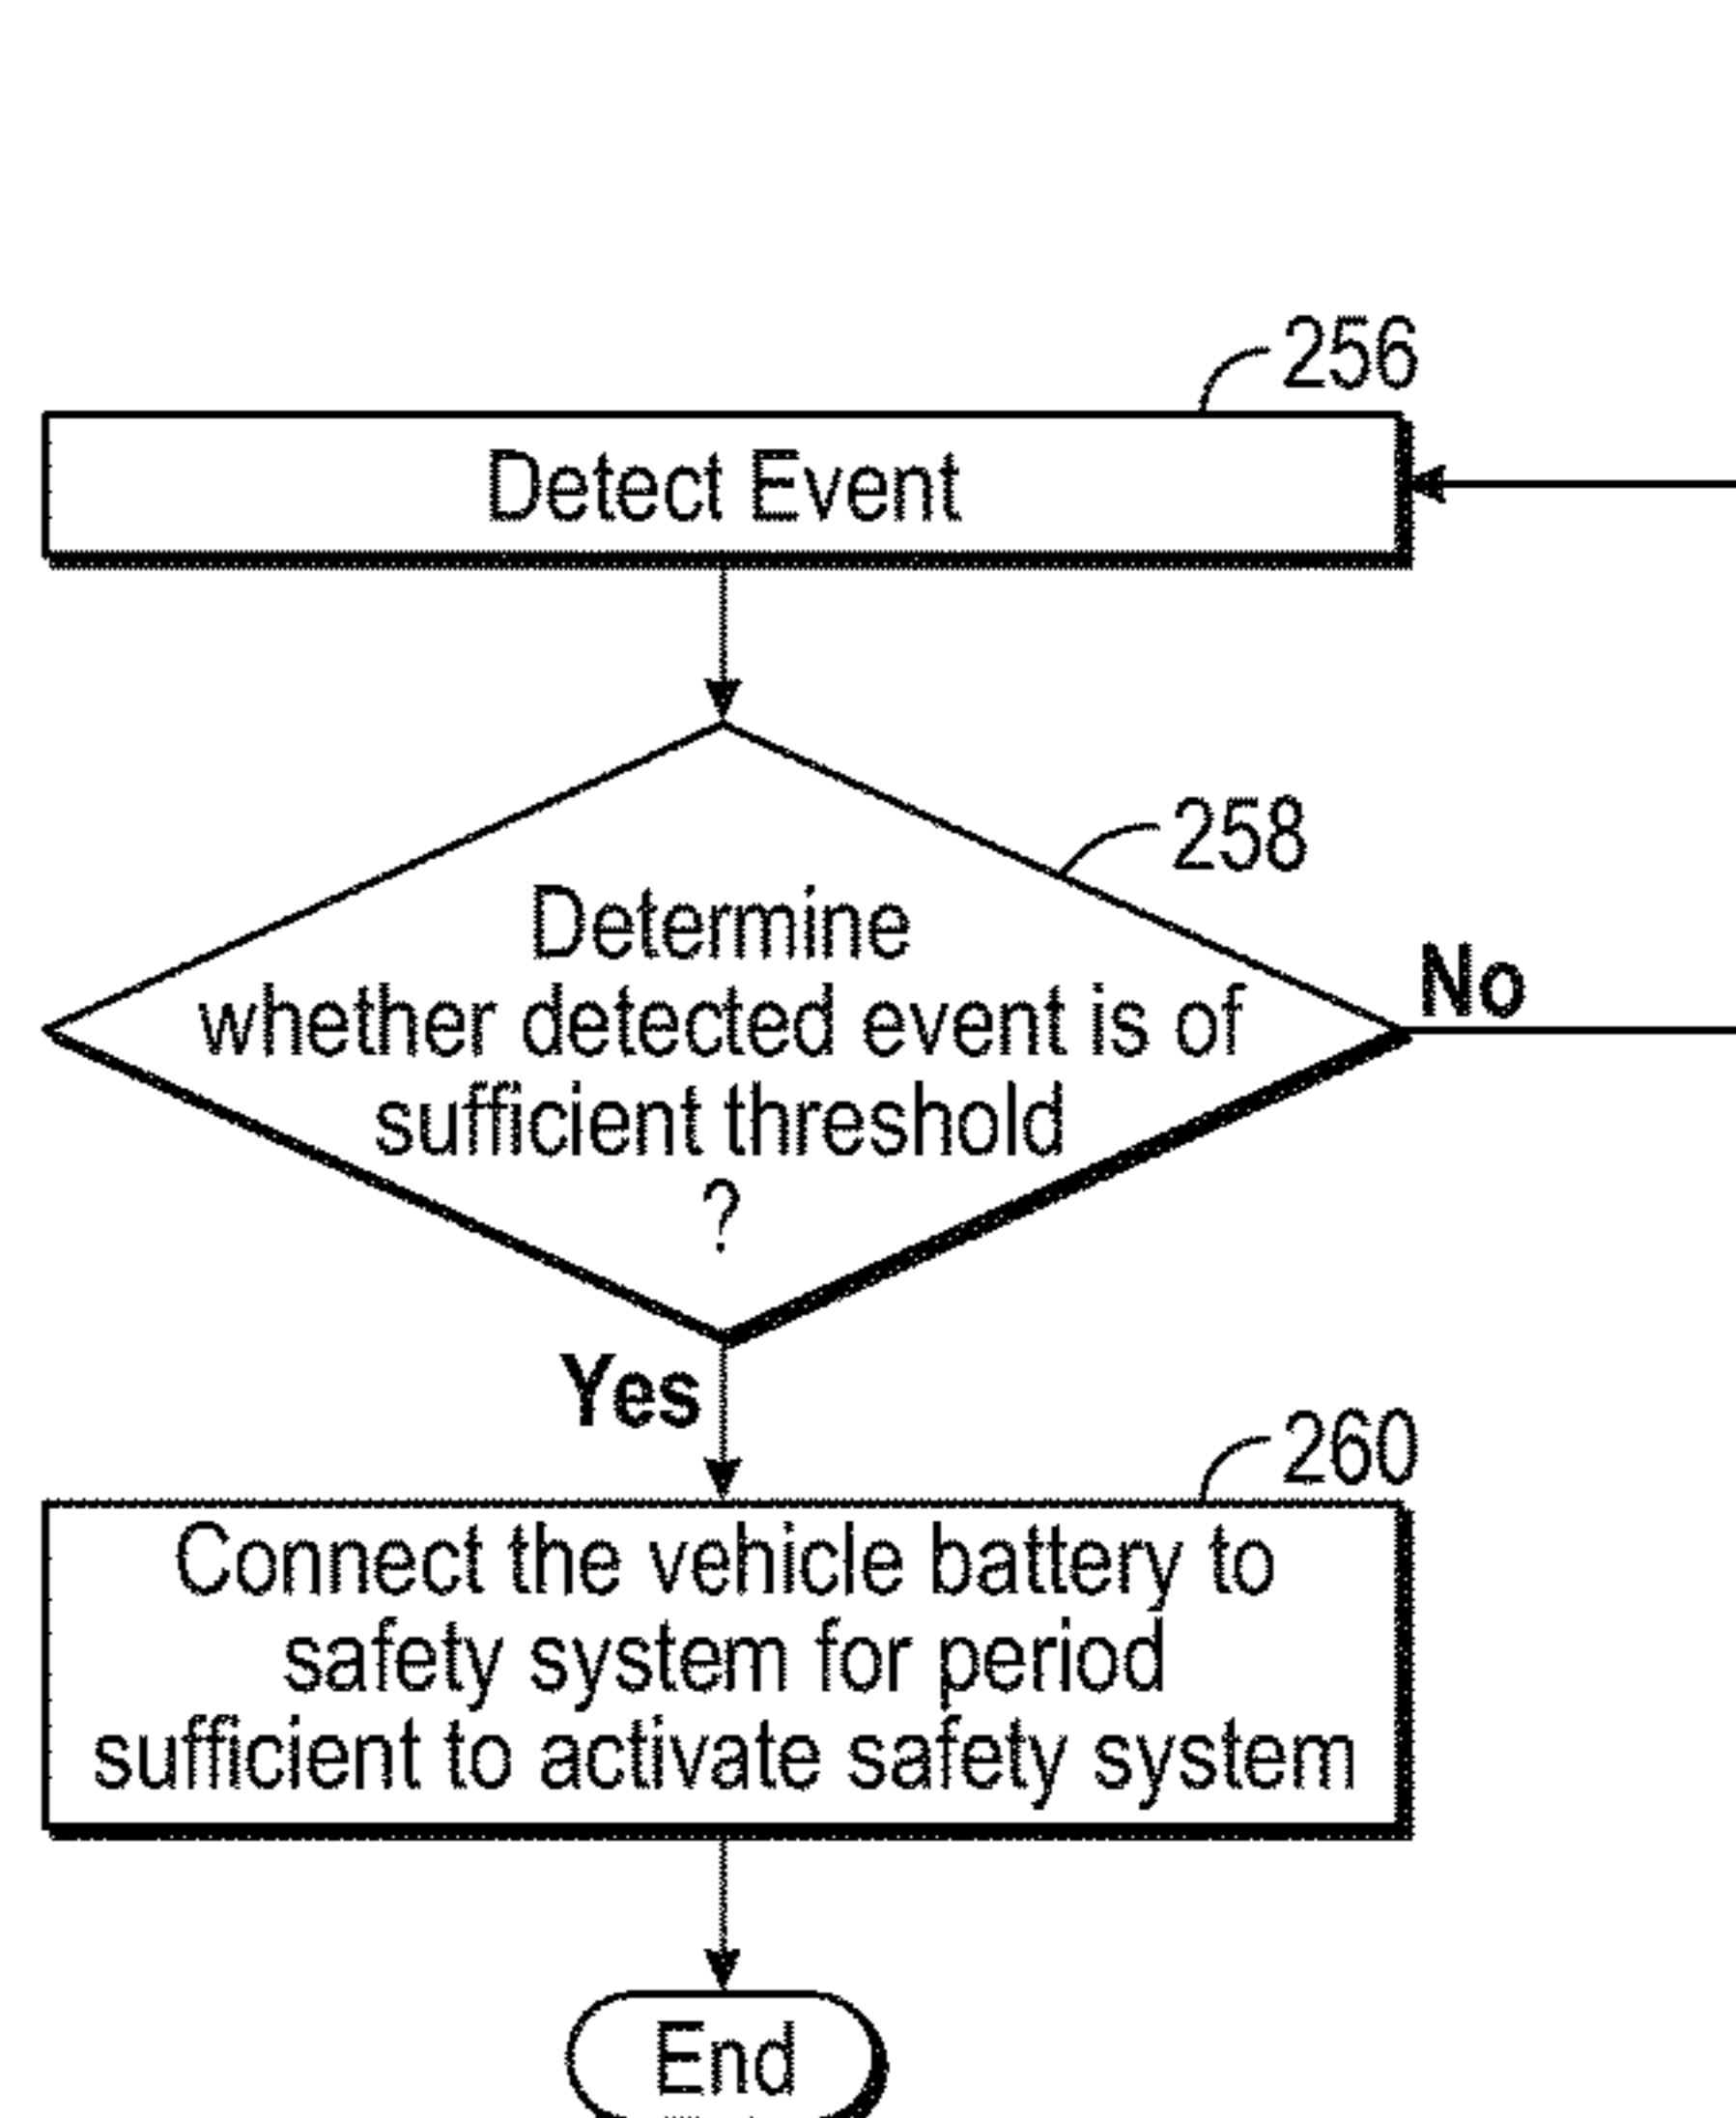 256
Detect Event
258
Determine
whether detected event is of
sufficient threshold
?
No
Yes
260
Connect the vehicle battery to
safety system for period
sufficient to activate safety system
End